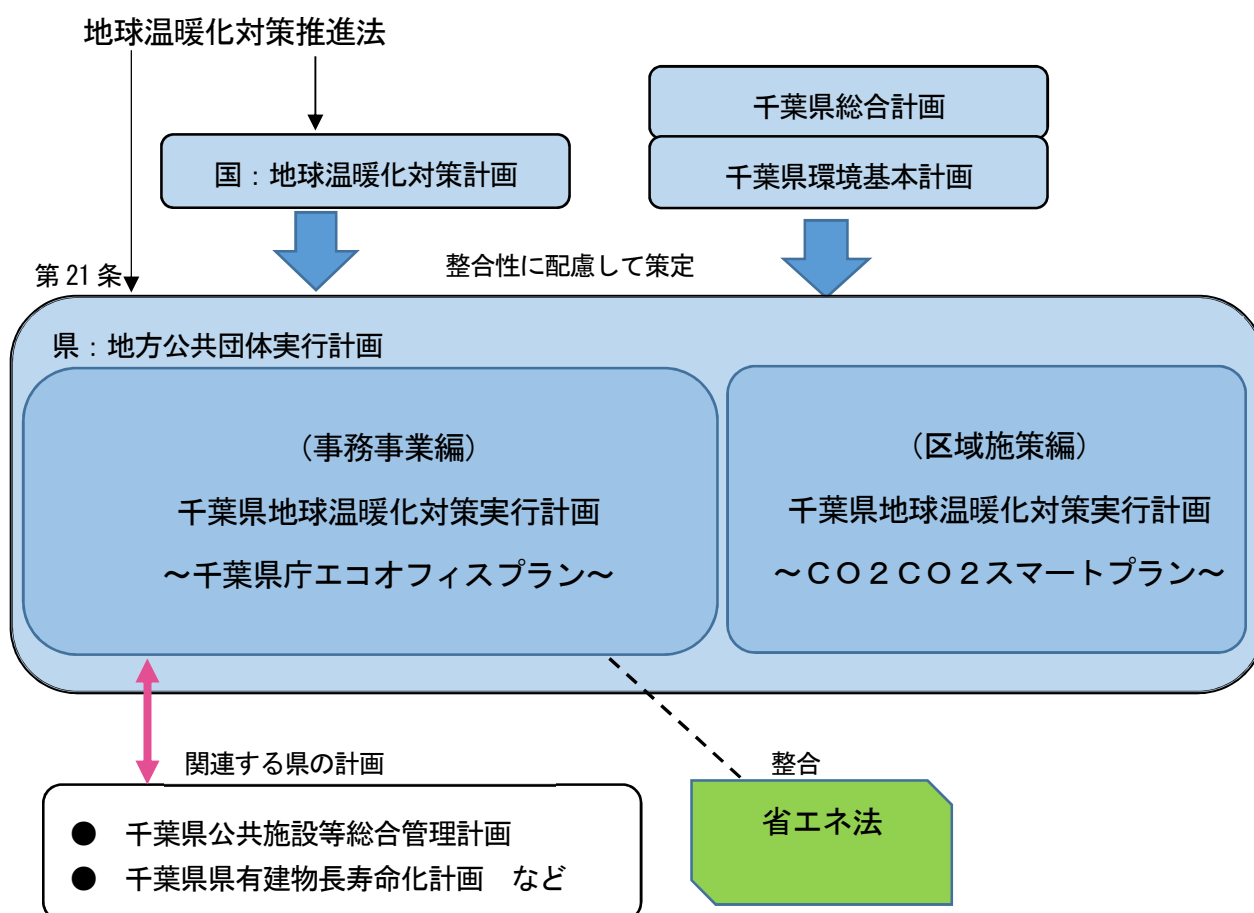 地球温暖化対策推進法
千葉県総合計画
国：地球温暖化対策計画
千葉県環境基本計画
第 21 条
整合性に配慮して策定
県：地方公共団体実行計画
（事務事業編）
千葉県地球温暖化対策実行計画
～千葉県庁エコオフィスプラン～
（区域施策編）
千葉県地球温暖化対策実行計画
～ＣＯ２ＣＯ２スマートプラン～
関連する県の計画
● 千葉県公共施設等総合管理計画
● 千葉県県有建物長寿命化計画　など
整合
省エネ法